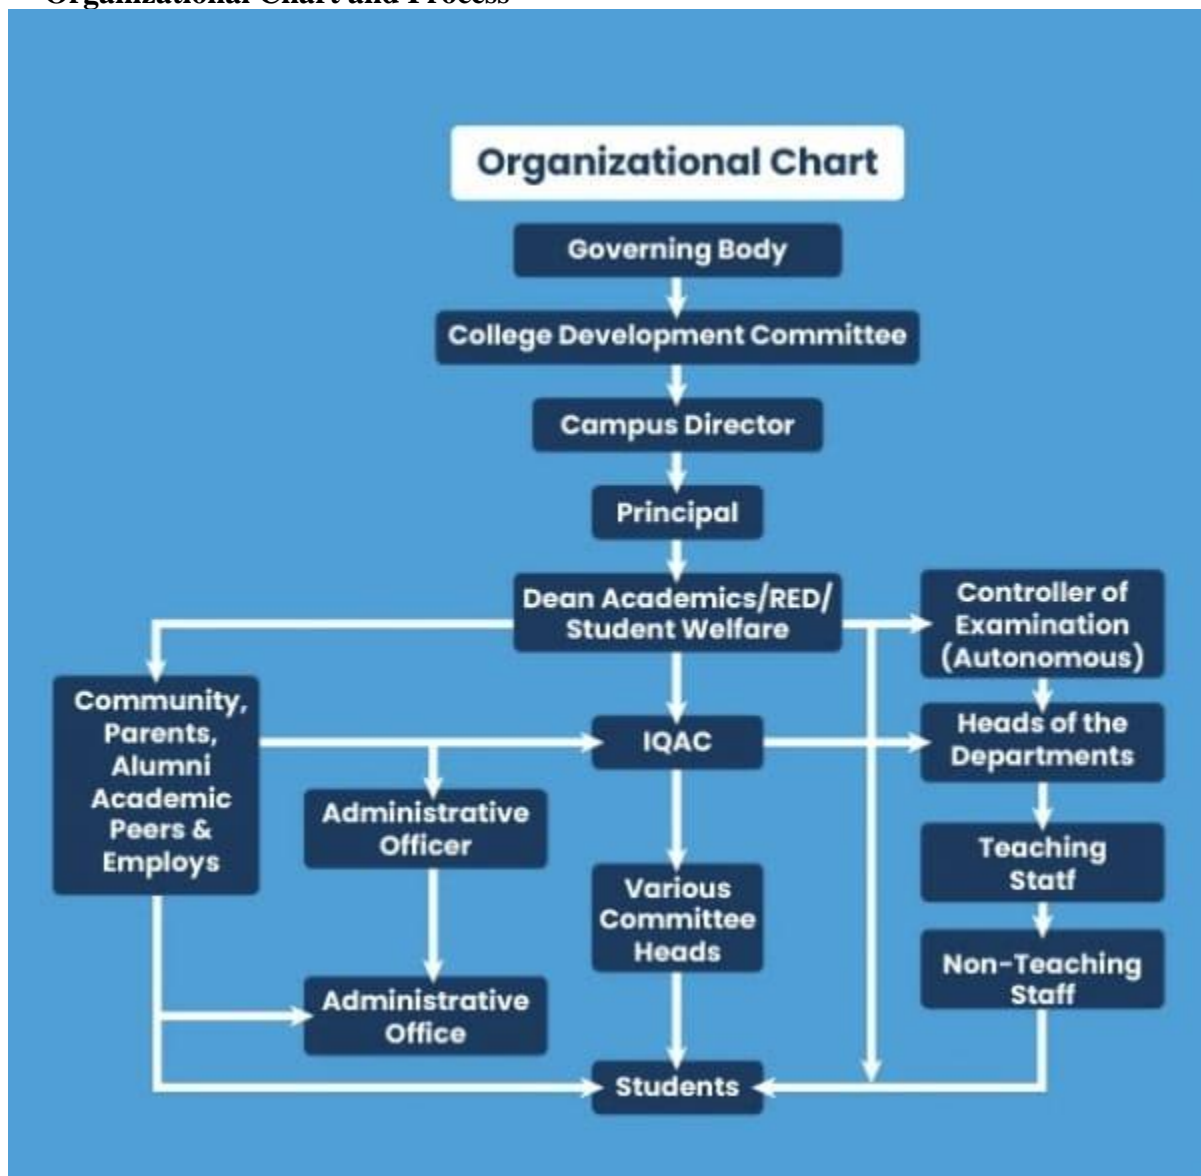 Organizational Chart and Process
Organizational Chart
Governing Body
College Development Committee
Campus Director
Principal
Dean Academics/RED/
Student Welfare
Controller of
Examination
(Autonomous)
Community,
Parents,
Alumni
Academic
Peers &
Employs
IQAC
Heads of the
Departments
Administrative
Officer
Teaching
Statf
Various
Committee
Heads
Non-Teaching
Staff
Administrative
Office
Students